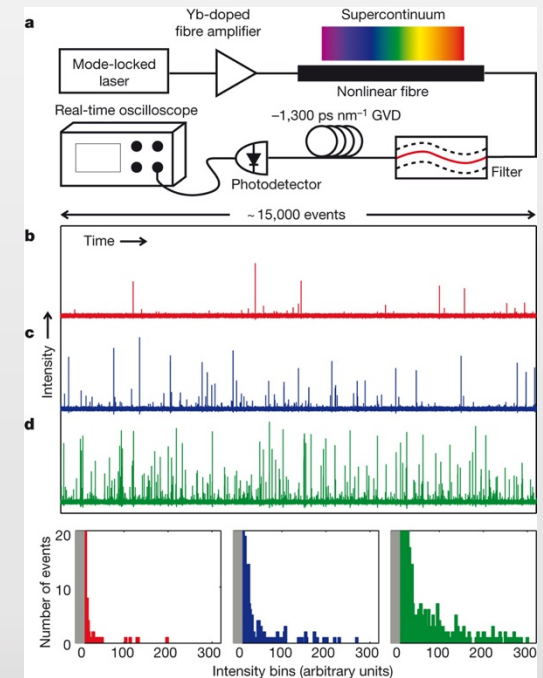 a
Yb-doped
fibre amplifier
Supercontinuum
Mode-locked
laser
Nonlinear fibre
Real-time oscilloscope
–1,300 ps nm⁻¹ GVD
Photodetector
Filter
~ 15,000 events
b
Time
c
Intensity
d
Number of events
20
10
0
0 100 200 300
0 100 200 300
0 100 200 300
Intensity bins (arbitrary units)